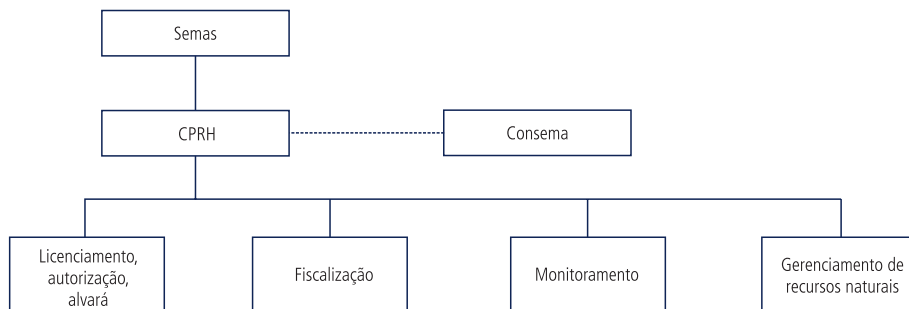 Semas
CPRH
Consema
Licenciamento,
autorização,
alvará
Fiscalização
Monitoramento
Gerenciamento de
recursos naturais